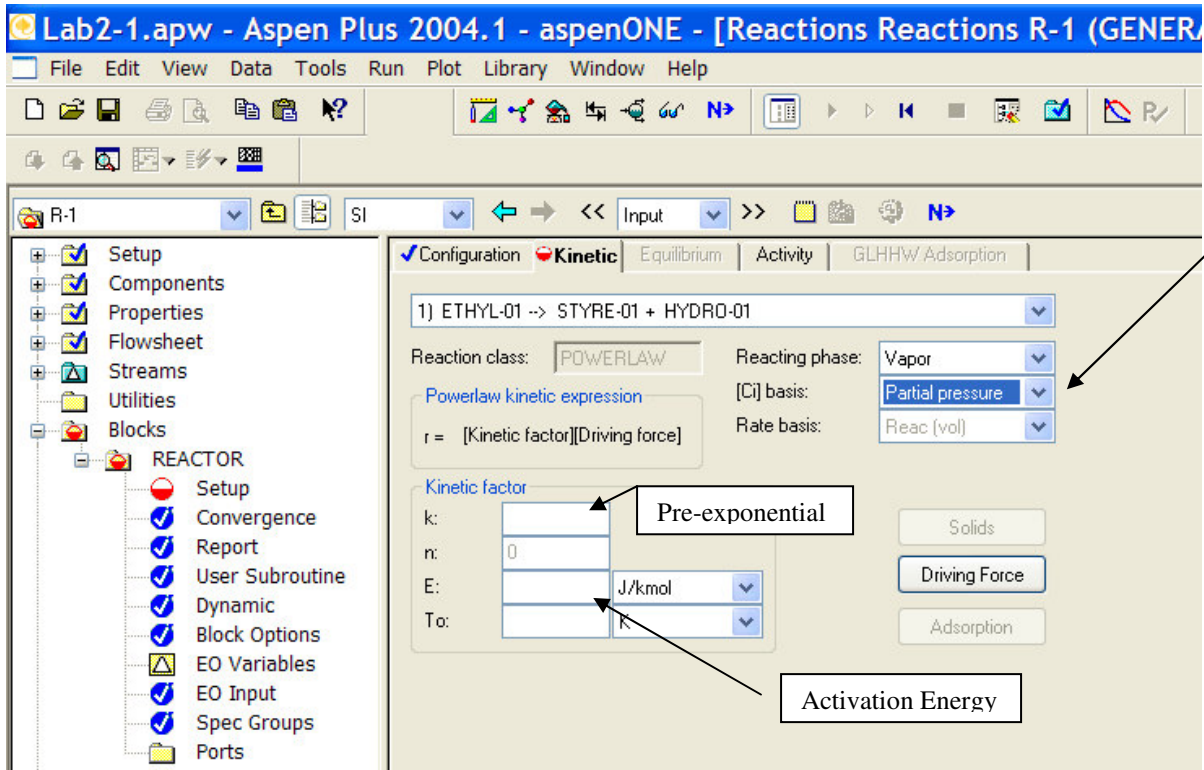 Lab2-1.apw - Aspen Plus 2004.1 - aspenONE - [Reactions Reactions R-1 (GENERA
File Edit View Data Tools Run Plot Library Window Help
N
R-1 SI << Input >> N
Setup
Components
Properties
Flowsheet
Streams
Utilities
Blocks
REACTOR
Setup
Convergence
Report
User Subroutine
Dynamic
Block Options
EO Variables
EO Input
Spec Groups
Ports
Configuration Kinetic Equilibrium Activity GLHHW Adsorption
1) ETHYL-01 --> STYRE-01 + HYDRO-01
Reaction class: POWERLAW Reacting phase: Vapor
[Ci] basis: Partial pressure
Powerlaw kinetic expression
Rate basis: Reac (vol)
r = [Kinetic factor][Driving force]
Kinetic factor
k: Pre-exponential
n: 0
E: J/kmol
To: K
Solids
Driving Force
Adsorption
Activation Energy